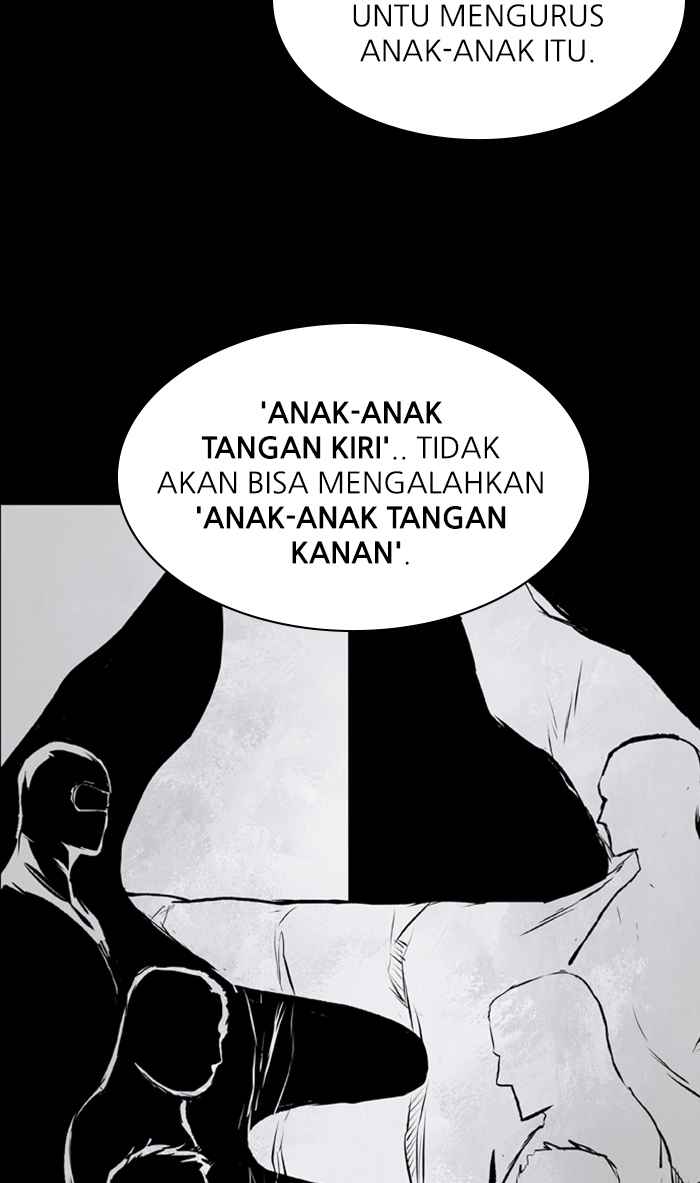 UNTU MENGURUS
ANAK-ANAK ITU.
'ANAK-ANAK
TANGAN KIRI'.. TIDAK
AKAN BISA MENGALAHKAN
'ANAK-ANAK TANGAN
KANAN'.